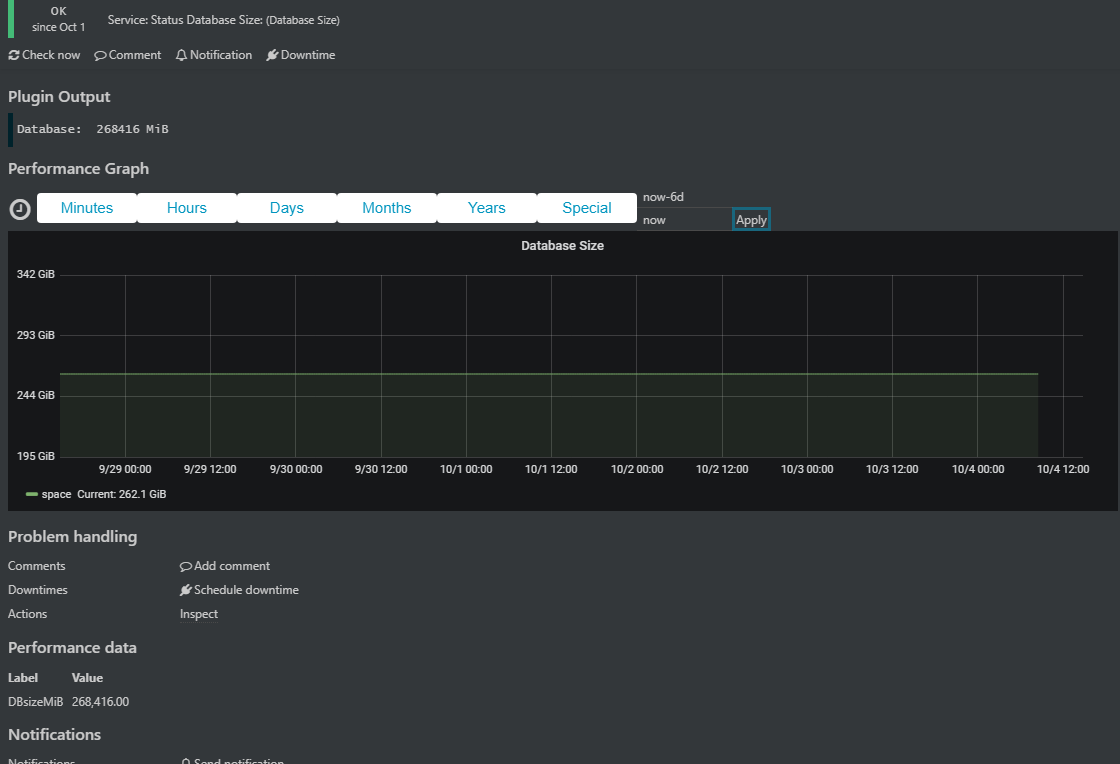 OK
since Oct 1
Service: Status Database Size: (Database Size)
Check now Comment Notification Downtime
Plugin Output
Database: 268416 MiB
Performance Graph
Minutes Hours Days Months Years Special
now-6d
now
Apply
Database Size
342 GiB
293 GiB
244 GiB
195 GiB
9/29 00:00 9/29 12:00 9/30 00:00 9/30 12:00 10/1 00:00 10/1 12:00 10/2 00:00 10/2 12:00 10/3 00:00 10/3 12:00 10/4 00:00 10/4 12:00
space Current: 262.1 GiB
Problem handling
Comments Add comment
Downtimes Schedule downtime
Actions Inspect
Performance data
Label Value
DBsizeMiB 268,416.00
Notifications
Notifications Send notification